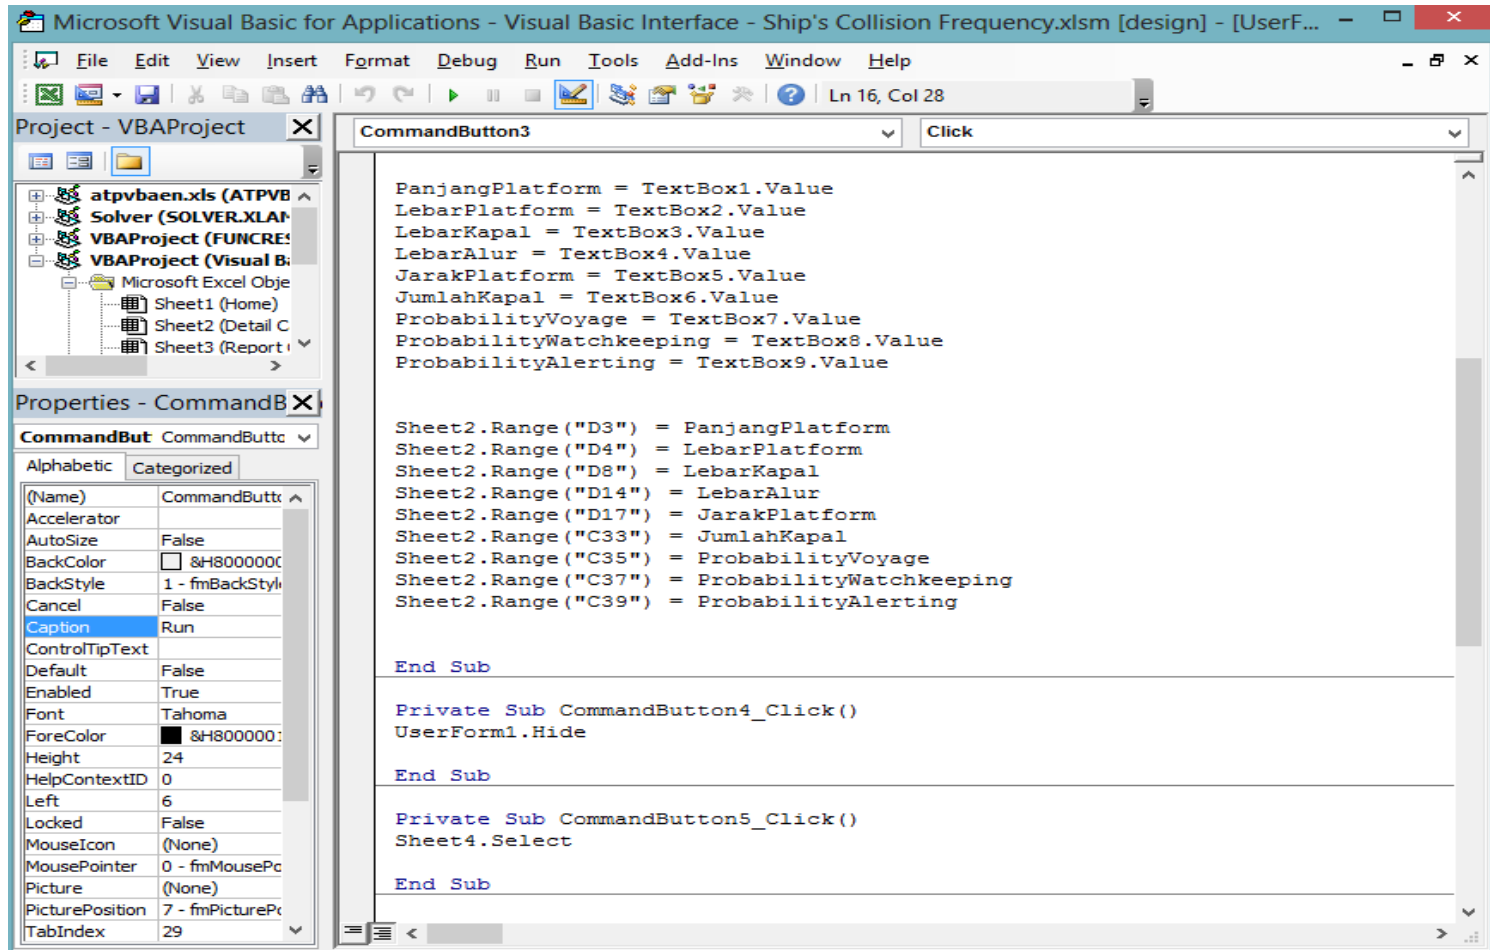 Microsoft Visual Basic for Applications - Visual Basic Interface - Ship's Collision Frequency.xlsm [design] - [UserF...
File Edit View Insert Format Debug Run Tools Add-Ins Window Help
Ln 16, Col 28
Project - VBAProject
atpvbaen.xls (ATPVB
Solver (SOLVER.XLAM
VBAProject (FUNCRES
VBAProject (Visual Ba
Microsoft Excel Obje
Sheet1 (Home)
Sheet2 (Detail C
Sheet3 (Report
Properties - CommandB
CommandBut CommandButto
Alphabetic Categorized
(Name) CommandButto
Accelerator
AutoSize False
BackColor &H8000000
BackStyle 1 - fmBackStyle
Cancel False
Caption Run
ControlTipText
Default False
Enabled True
Font Tahoma
ForeColor &H8000001
Height 24
HelpContextID 0
Left 6
Locked False
MouseIcon (None)
MousePointer 0 - fmMousePo
Picture (None)
PicturePosition 7 - fmPicturePo
TabIndex 29
CommandButton3 Click
PanjangPlatform = TextBox1.Value
LebarPlatform = TextBox2.Value
LebarKapal = TextBox3.Value
LebarAlur = TextBox4.Value
JarakPlatform = TextBox5.Value
JumlahKapal = TextBox6.Value
ProbabilityVoyage = TextBox7.Value
ProbabilityWatchkeeping = TextBox8.Value
ProbabilityAlerting = TextBox9.Value
Sheet2.Range("D3") = PanjangPlatform
Sheet2.Range("D4") = LebarPlatform
Sheet2.Range("D8") = LebarKapal
Sheet2.Range("D14") = LebarAlur
Sheet2.Range("D17") = JarakPlatform
Sheet2.Range("C33") = JumlahKapal
Sheet2.Range("C35") = ProbabilityVoyage
Sheet2.Range("C37") = ProbabilityWatchkeeping
Sheet2.Range("C39") = ProbabilityAlerting
End Sub
Private Sub CommandButton4_Click()
UserForm1.Hide
End Sub
Private Sub CommandButton5_Click()
Sheet4.Select
End Sub